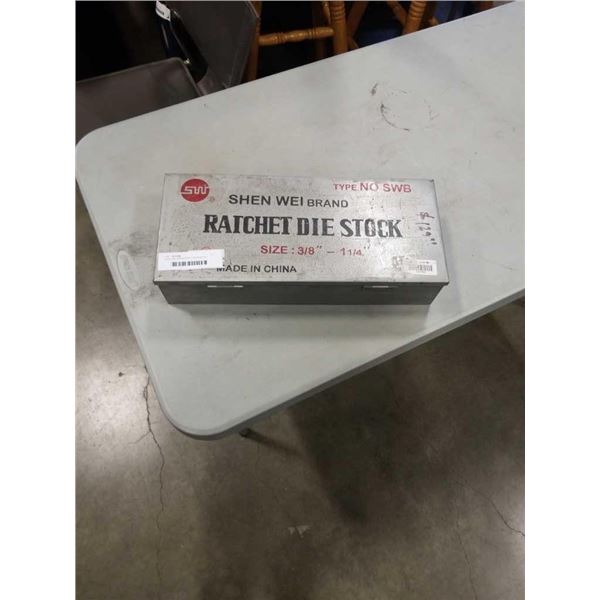 SW
TYPE NO SWB
SHEN WEI BRAND
RATCHET DIE STOCK
SIZE : 3/8" - 1 1/4"
MADE IN CHINA